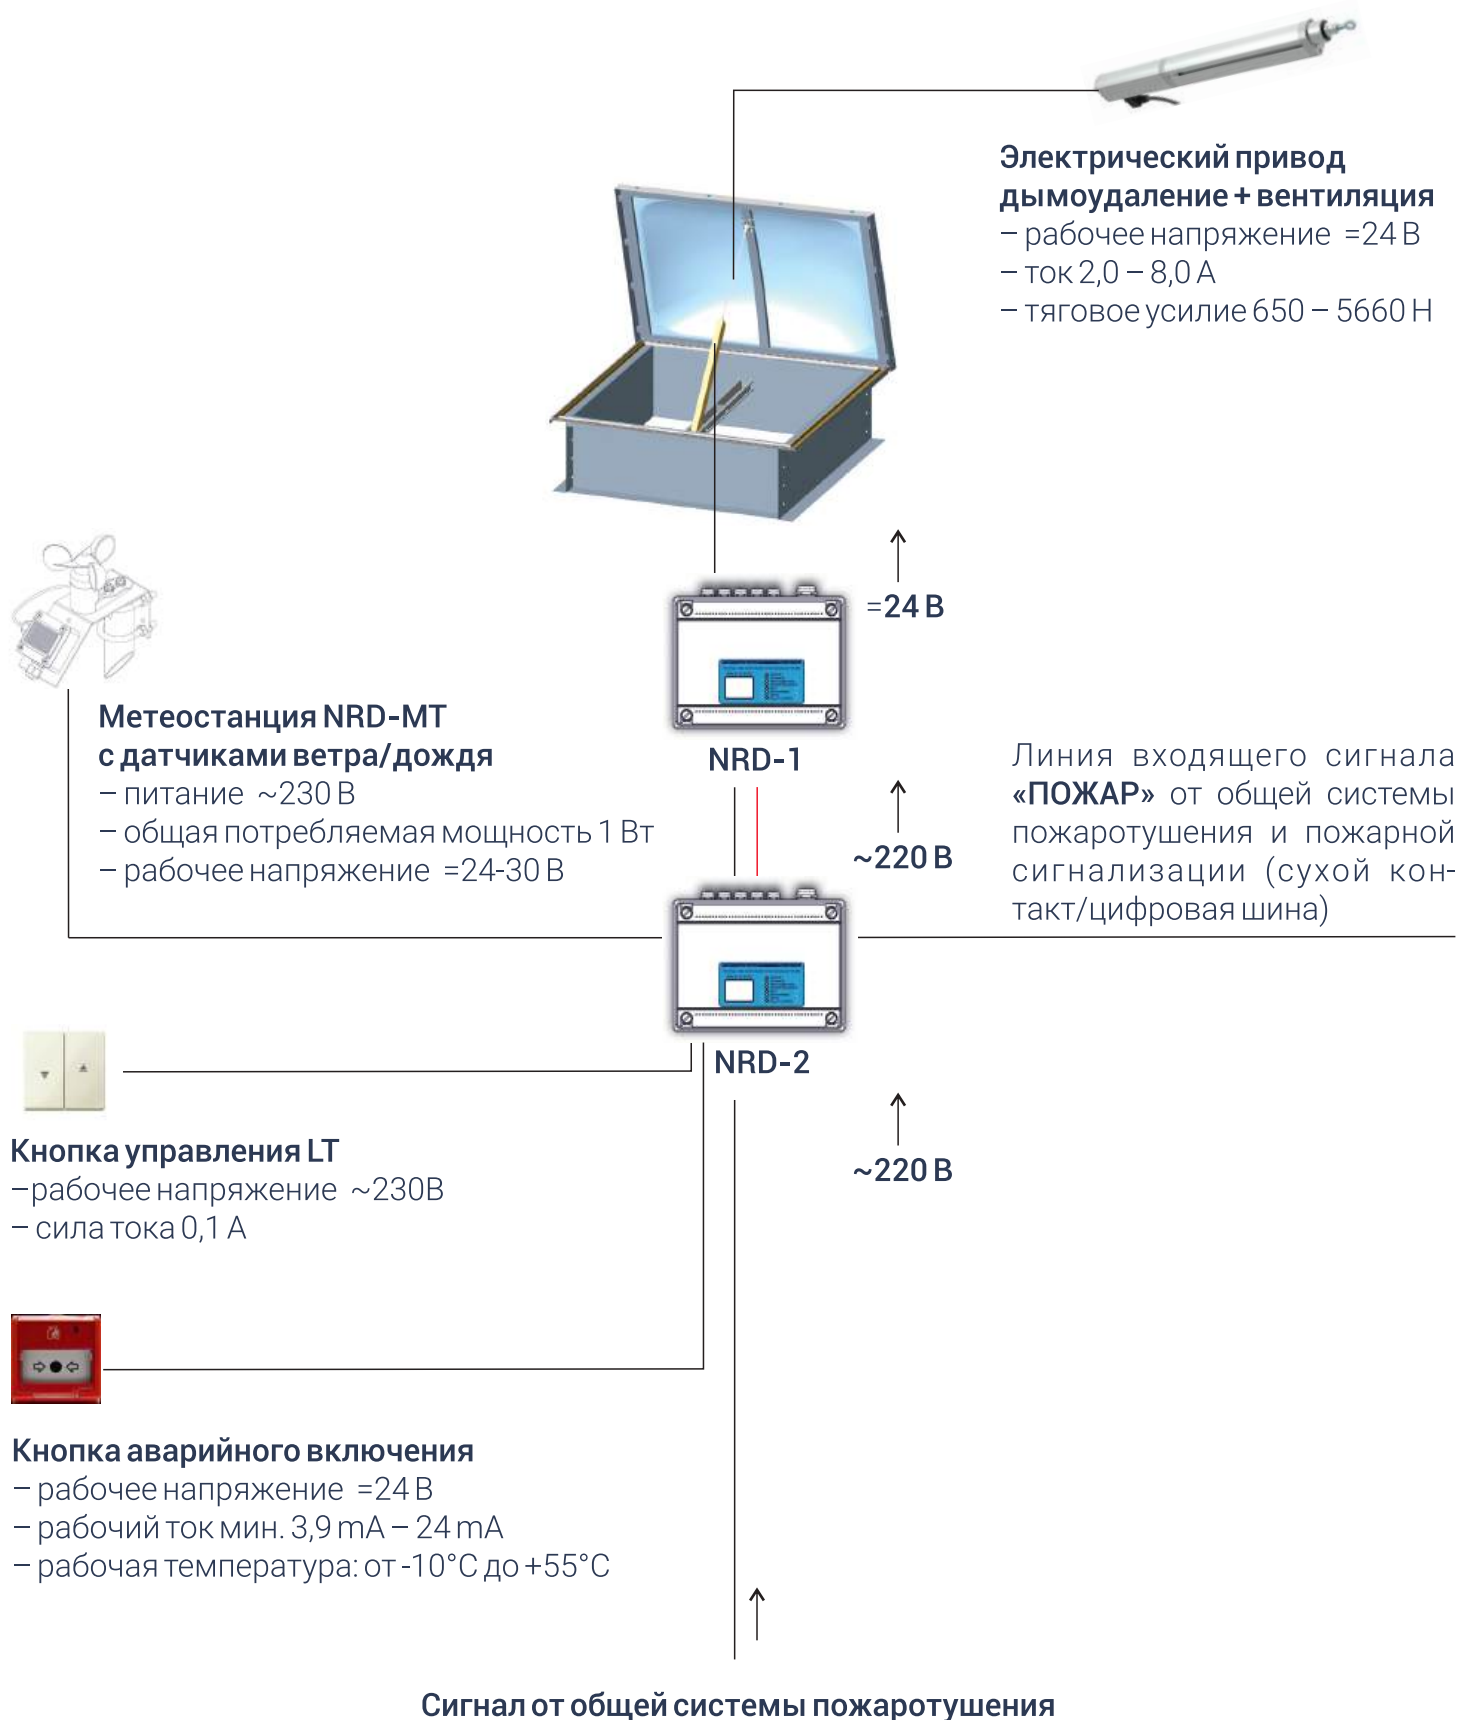 Электрический привод
дымоудаление + вентиляция
– рабочее напряжение =24 В
– ток 2,0 – 8,0 А
– тяговое усилие 650 – 5660 Н
=24 В
Метеостанция NRD-MT
с датчиками ветра/дождя
– питание ~230 В
– общая потребляемая мощность 1 Вт
– рабочее напряжение =24-30 В
NRD-1
~220 В
Линия входящего сигнала
«ПОЖАР» от общей системы
пожаротушения и пожарной
сигнализации (сухой кон-
такт/цифровая шина)
NRD-2
~220 В
Кнопка управления LT
–рабочее напряжение ~230В
– сила тока 0,1 А
Кнопка аварийного включения
– рабочее напряжение =24 В
– рабочий ток мин. 3,9 mA – 24 mA
– рабочая температура: от -10°C до +55°C
Сигнал от общей системы пожаротушения